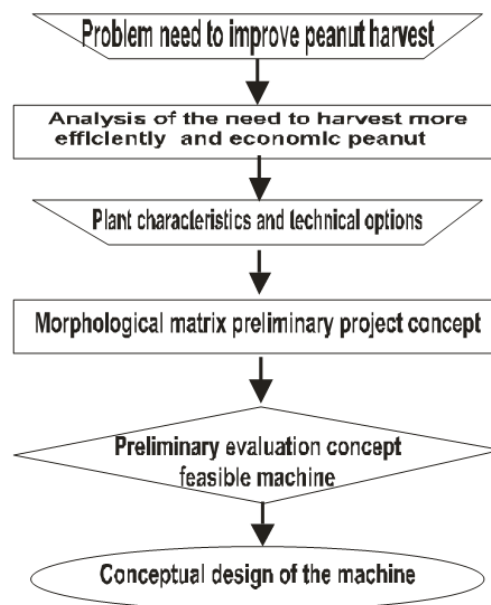 Problem need to improve peanut harvest
Analysis of the need to harvest more
efficiently and economic peanut
Plant characteristics and technical options
Morphological matrix preliminary project concept
Preliminary evaluation concept
feasible machine
Conceptual design of the machine